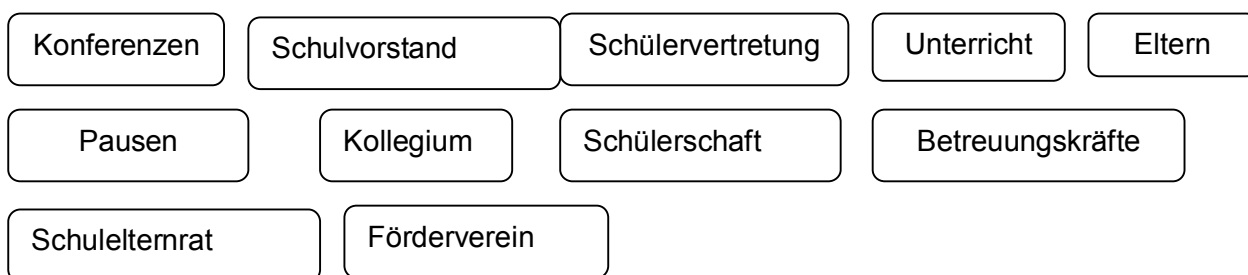 Konferenzen Schulvorstand Schülervertretung Unterricht Eltern
Pausen Kollegium Schülerschaft Betreuungskräfte
Schulelternrat Förderverein